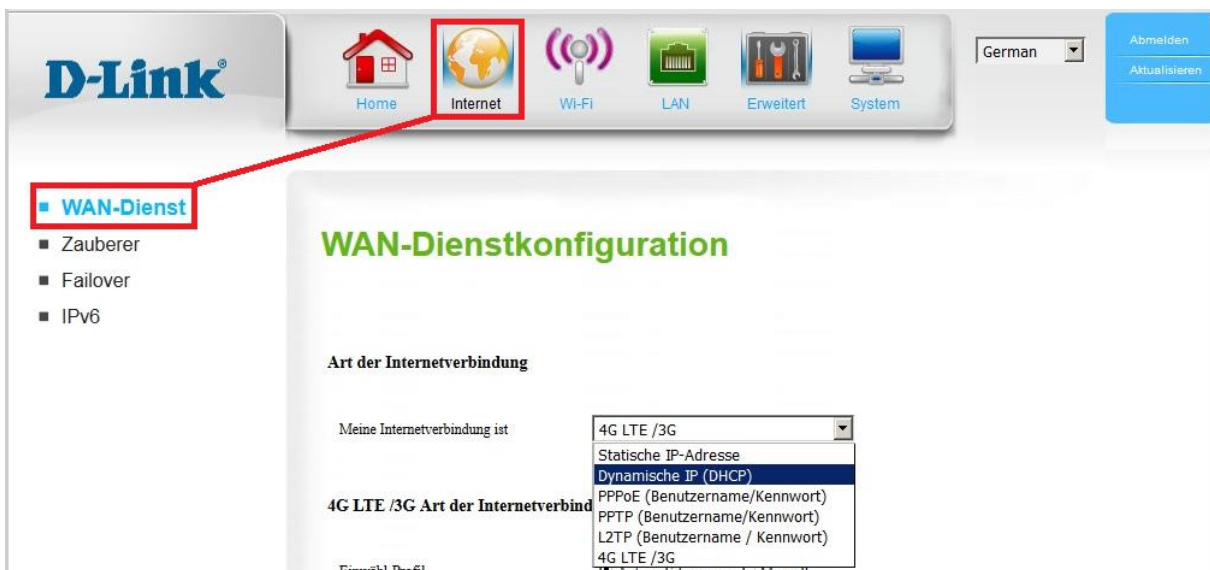 D-Link®
Home Internet Wi-Fi LAN Erweitert System
German
Abmelden
Aktualisieren
WAN-Dienst
Zauberer
Failover
IPv6
WAN-Dienstkonfiguration
Art der Internetverbindung
Meine Internetverbindung ist
4G LTE /3G
Statische IP-Adresse
Dynamische IP (DHCP)
PPPoE (Benutzername/Kennwort)
PPTP (Benutzername/Kennwort)
L2TP (Benutzername / Kennwort)
4G LTE /3G
4G LTE /3G Art der Internetverbind